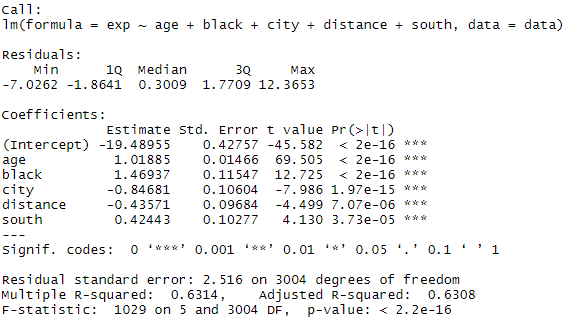 Call:
lm(formula = exp ~ age + black + city + distance + south, data = data)
Residuals:
Min 1Q Median 3Q Max
-7.0262 -1.8641 0.3009 1.7709 12.3653
Coefficients:
Estimate Std. Error t value Pr(>|t|)
(Intercept) -19.48955 0.42757 -45.582 < 2e-16 ***
age 1.01885 0.01466 69.505 < 2e-16 ***
black 1.46937 0.11547 12.725 < 2e-16 ***
city -0.84681 0.10604 -7.986 1.97e-15 ***
distance -0.43571 0.09684 -4.499 7.07e-06 ***
south 0.42443 0.10277 4.130 3.73e-05 ***
---
Signif. codes: 0 ‘***’ 0.001 ‘**’ 0.01 ‘*’ 0.05 ‘.’ 0.1 ‘ ’ 1
Residual standard error: 2.516 on 3004 degrees of freedom
Multiple R-squared: 0.6314, Adjusted R-squared: 0.6308
F-statistic: 1029 on 5 and 3004 DF, p-value: < 2.2e-16